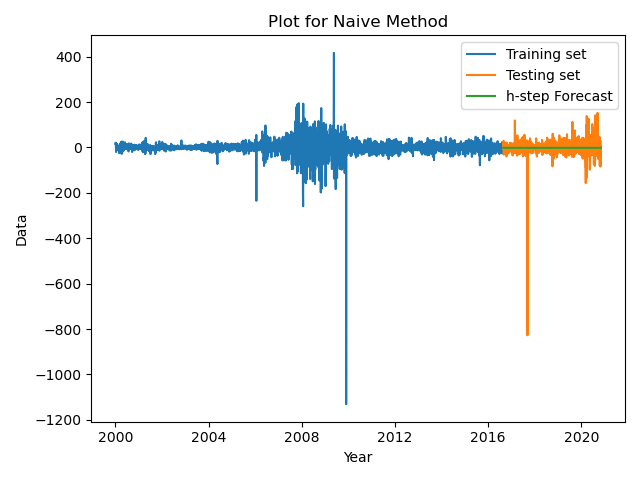 Plot for Naive Method
Training set
Testing set
h-step Forecast
400
200
0
−200
−400
−600
−800
−1000
−1200
Data
2000 2004 2008 2012 2016 2020
Year